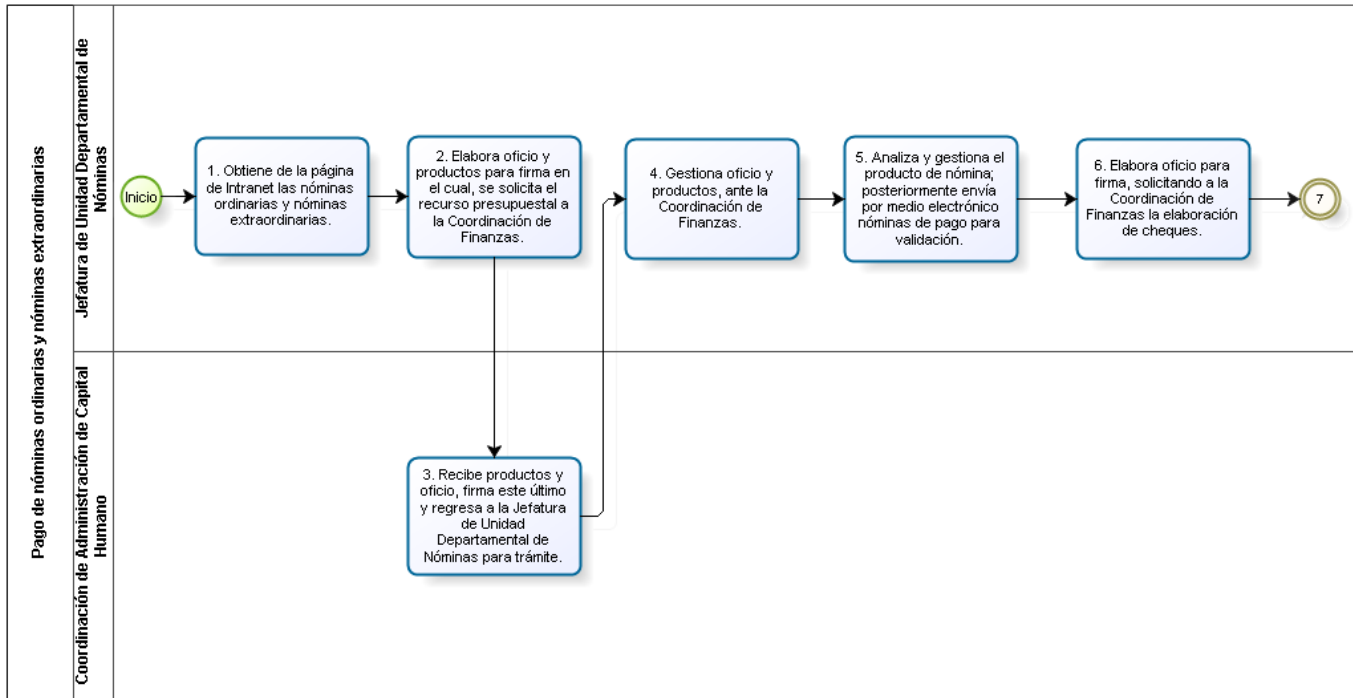 Pago de nóminas ordinarias y nóminas extraordinarias
Jefatura de Unidad Departamental de
Nóminas
Inicio
1. Obtiene de la página
de Intranet las nóminas
ordinarias y nóminas
extraordinarias.
2. Elabora oficio y
productos para firma en
el cual, se solicita el
recurso presupuestal a
la Coordinación de
Finanzas.
4. Gestiona oficio y
productos, ante la
Coordinación de
Finanzas.
5. Analiza y gestiona el
producto de nómina;
posteriormente envía
por medio electrónico
nóminas de pago para
validación.
6. Elabora oficio para
firma, solicitando a la
Coordinación de
Finanzas la elaboración
de cheques.
7
Coordinación de Administración de Capital
Humano
3. Recibe productos y
oficio, firma este último
y regresa a la Jefatura
de Unidad
Departamental de
Nóminas para trámite.